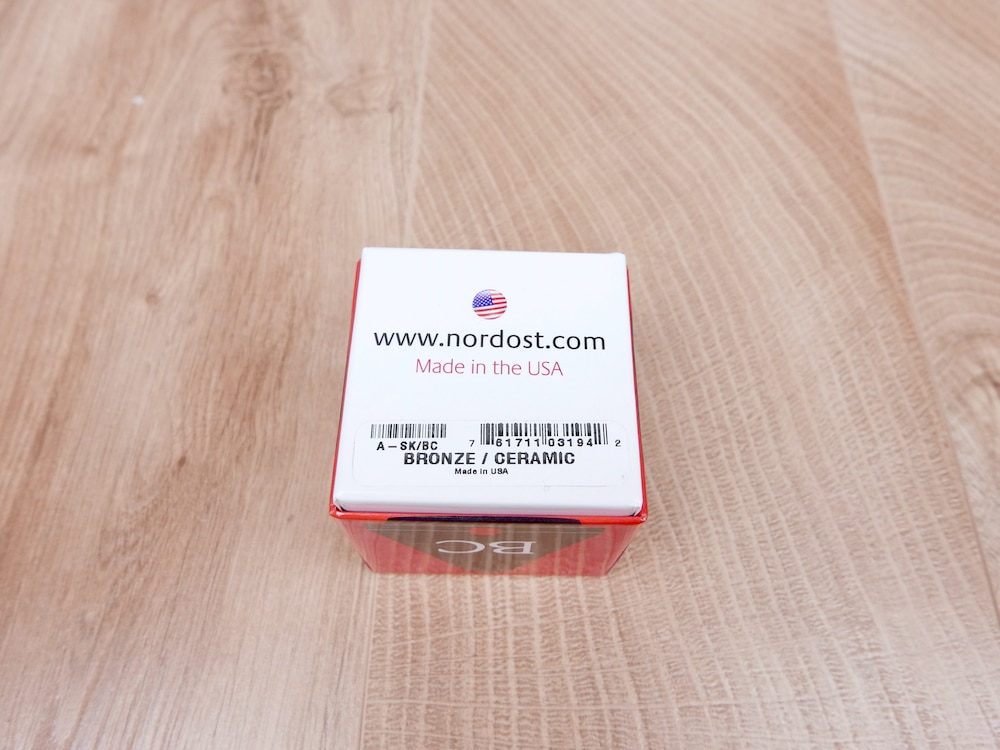 www.nordost.com
Made in the USA
A-SK/BC
7 61711 03194 2
BRONZE / CERAMIC
Made in USA
BC